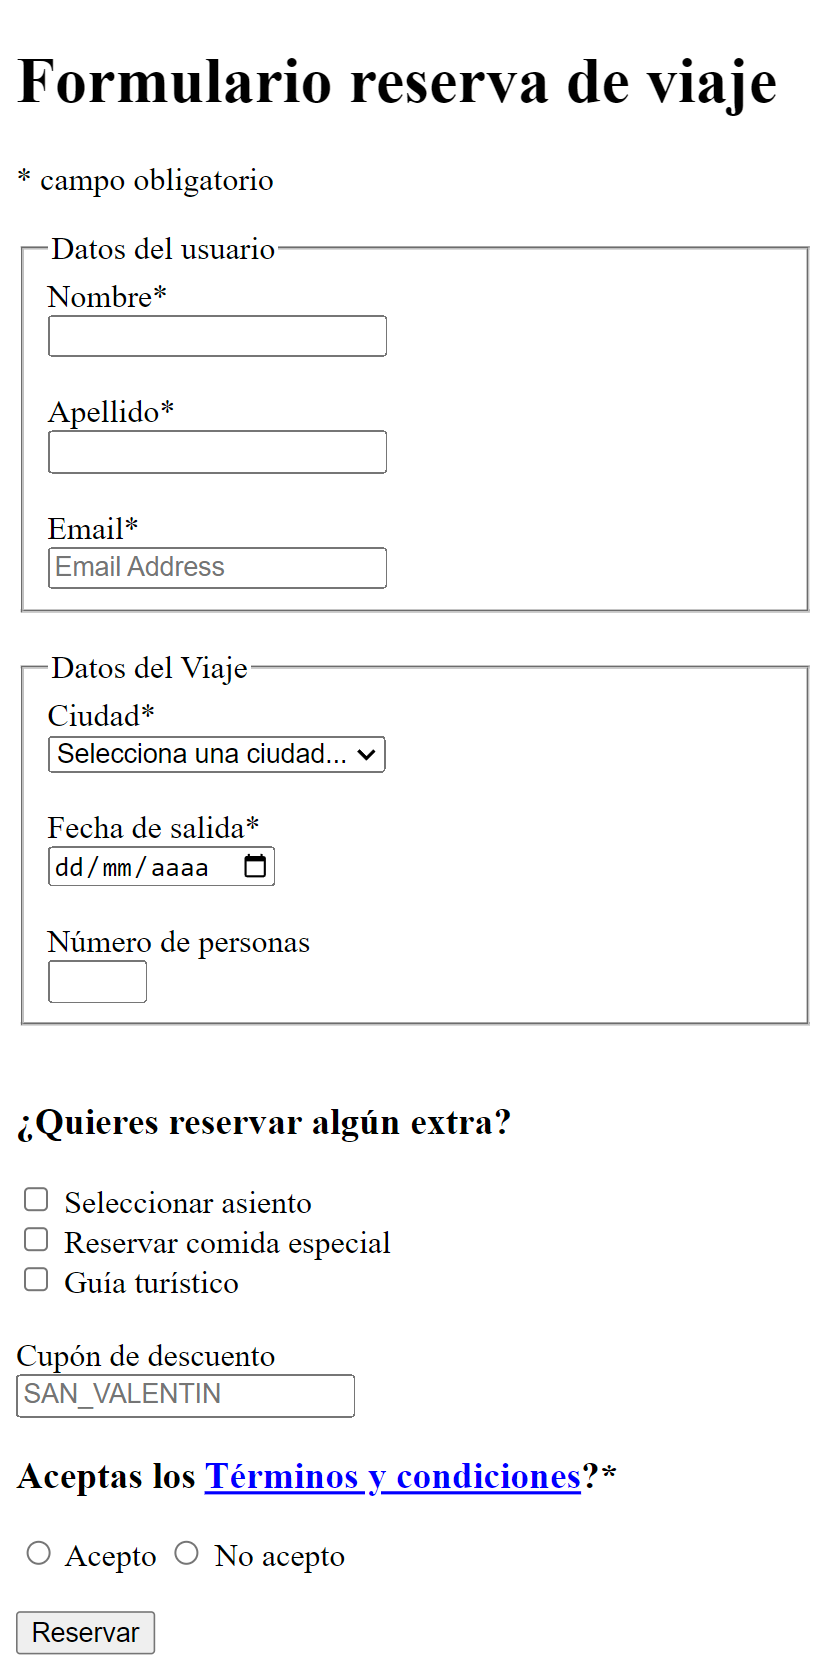 Formulario reserva de viaje
* campo obligatorio
Datos del usuario
Nombre*
Apellido*
Email*
Email Address
Datos del Viaje
Ciudad*
Selecciona una ciudad...
Fecha de salida*
dd/mm/aaaa
Número de personas
¿Quieres reservar algún extra?
Seleccionar asiento
Reservar comida especial
Guía turístico
Cupón de descuento
SAN_VALENTIN
Aceptas los Términos y condiciones?*
Acepto No acepto
Reservar